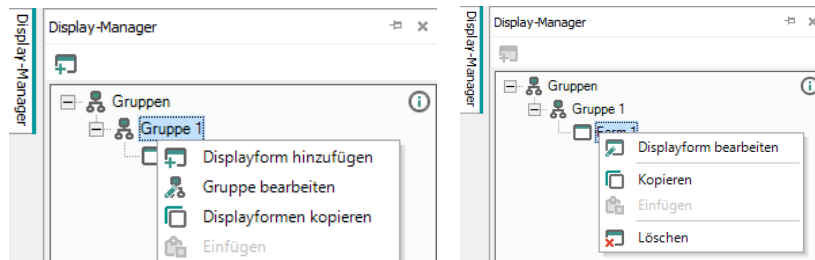 Display-Manager
Display-Manager
Gruppen
Gruppe 1
Displayform hinzufügen
Gruppe bearbeiten
Displayformen kopieren
Einfügen
Display-Manager
Display-Manager
Gruppen
Gruppe 1
Form 1
Displayform bearbeiten
Kopieren
Einfügen
Löschen